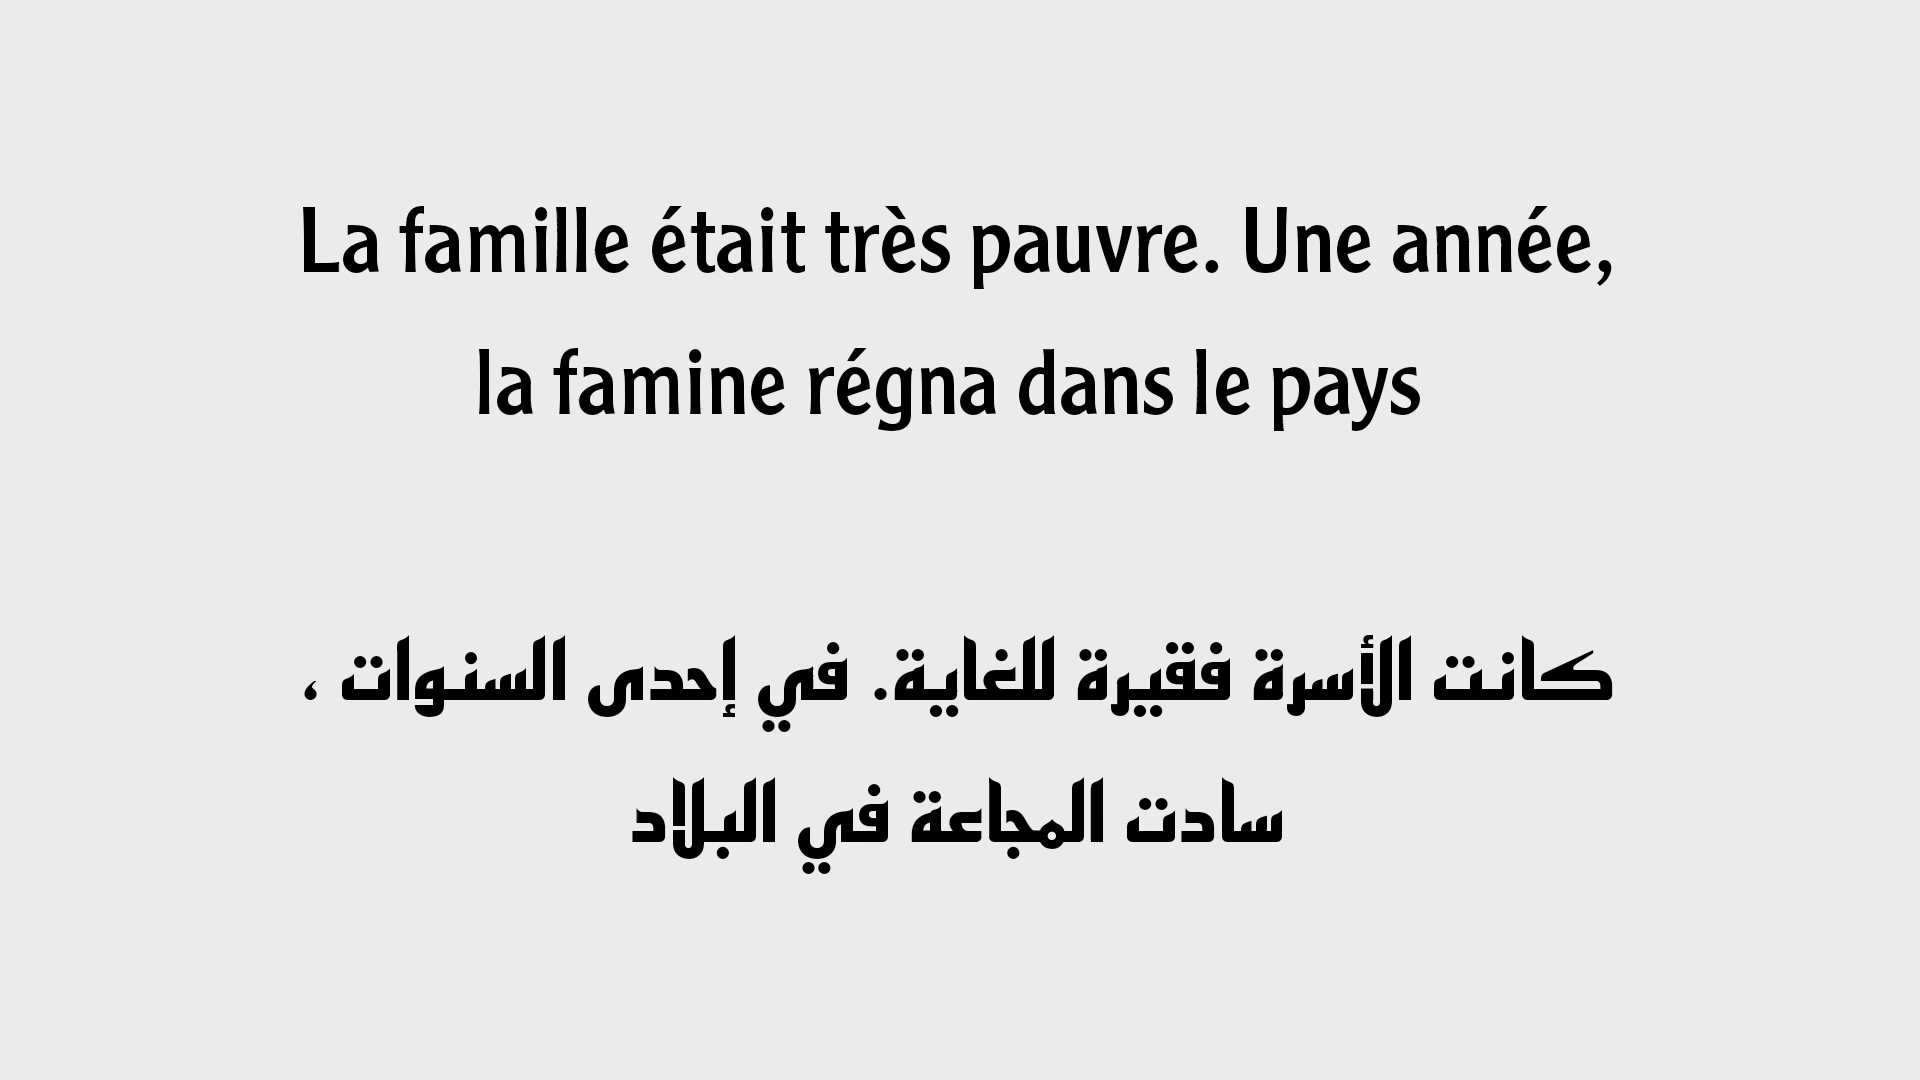 La famille était très pauvre. Une année,
la famine régna dans le pays
كانت الأسرة فقيرة للغاية. في إحدى السنوات ،
سادت المجاعة في البلاد